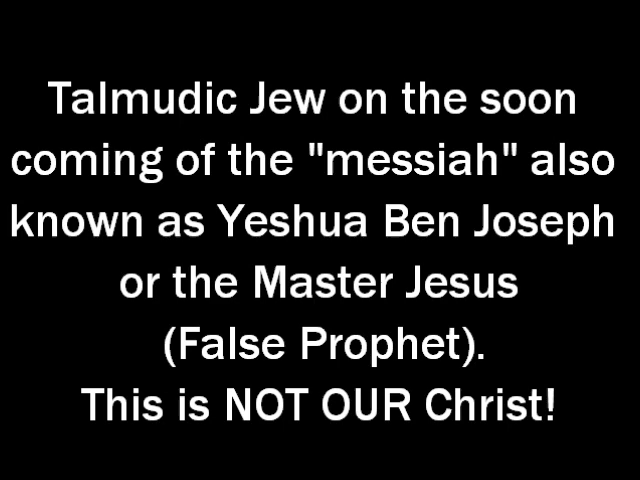 Talmudic Jew on the soon
coming of the "messiah" also
known as Yeshua Ben Joseph
or the Master Jesus
(False Prophet).
This is NOT OUR Christ!